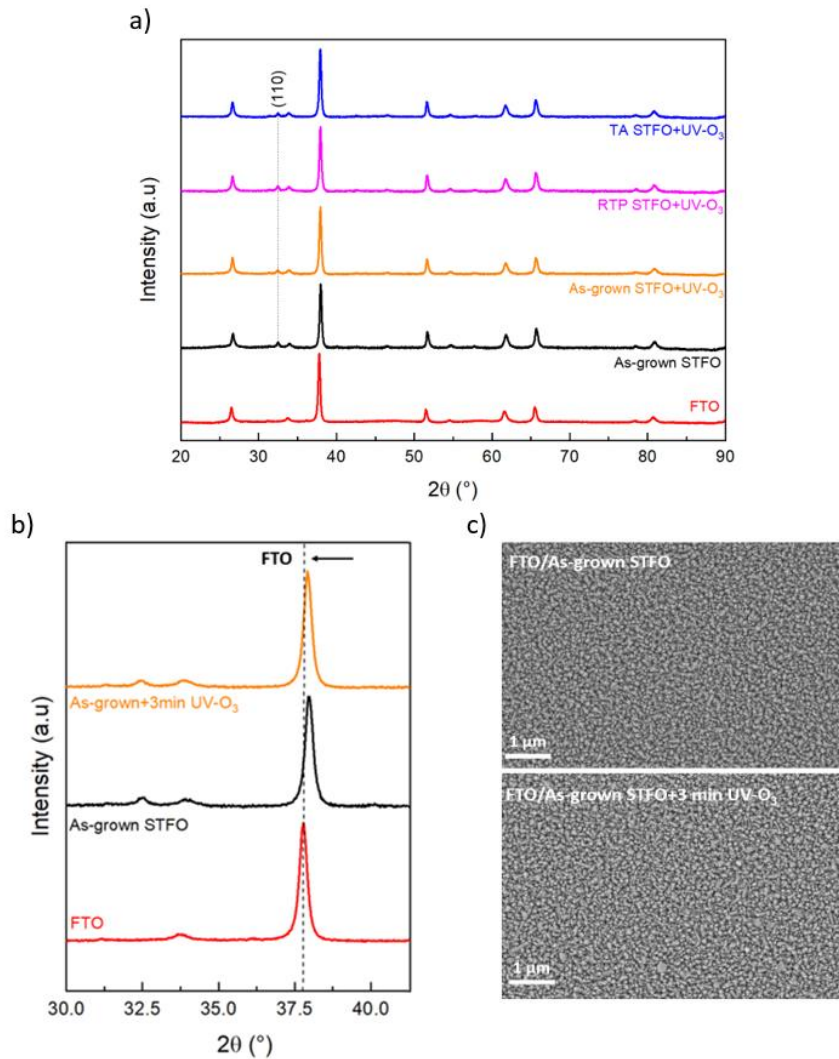 a)
(110)
TA STFO+UV-O₃
RTP STFO+UV-O₃
As-grown STFO+UV-O₃
As-grown STFO
FTO
Intensity (a.u)
20 30 40 50 60 70 80 90
2θ (°)
b)
FTO
As-grown+3min UV-O₃
As-grown STFO
FTO
Intensity (a.u)
30.0 32.5 35.0 37.5 40.0
2θ (°)
c)
FTO/As-grown STFO
1 µm
FTO/As-grown STFO+3 min UV-O₃
1 µm